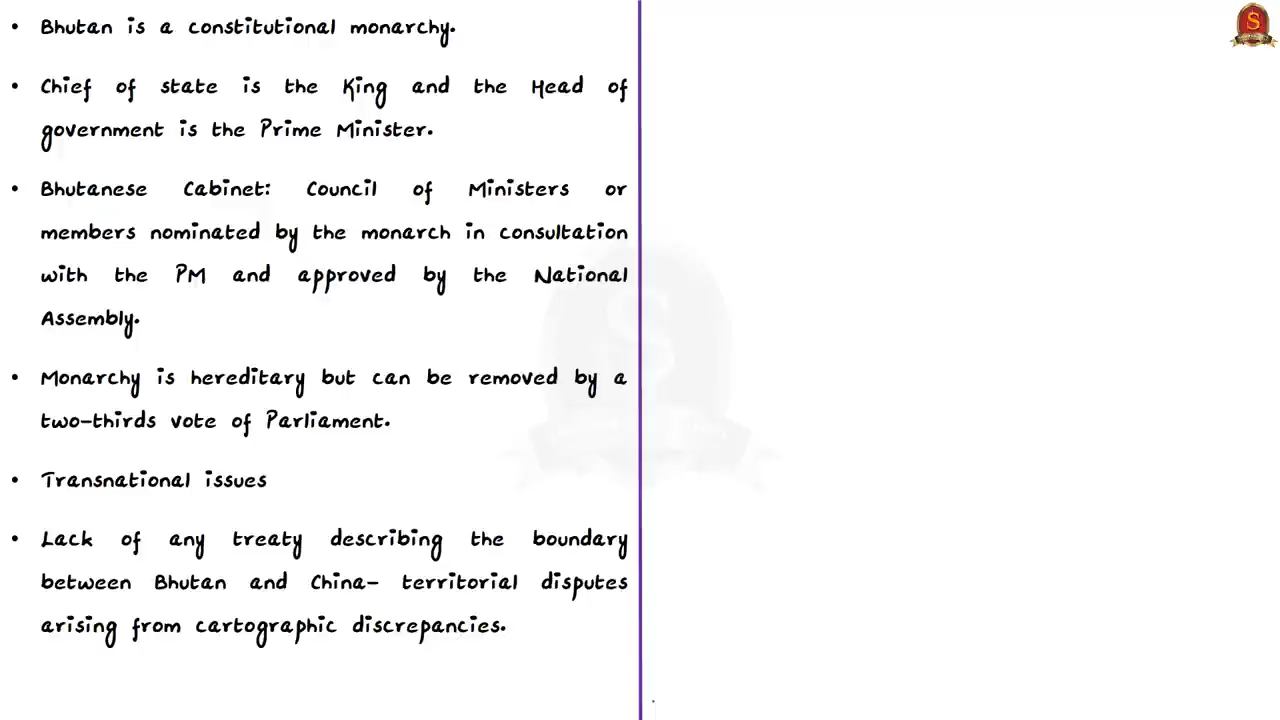 • Bhutan is a constitutional monarchy.
• Chief of state is the King and the Head of
government is the Prime Minister.
• Bhutanese Cabinet: Council of Ministers or
members nominated by the monarch in consultation
with the PM and approved by the National
Assembly.
• Monarchy is hereditary but can be removed by a
two-thirds vote of Parliament.
• Transnational issues
• Lack of any treaty describing the boundary
between Bhutan and China- territorial disputes
arising from cartographic discrepancies.